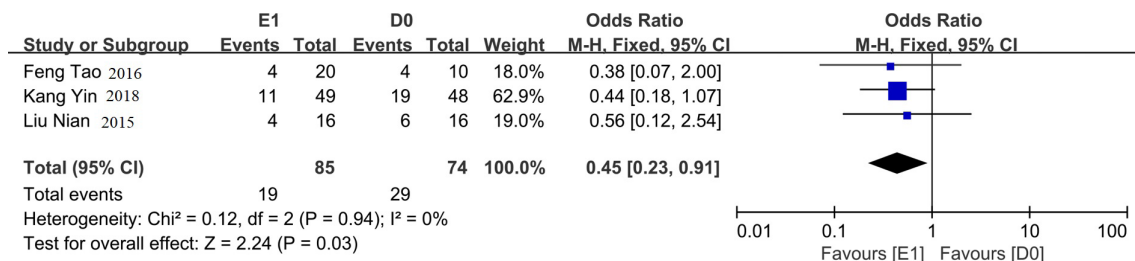 E1 D0 Odds Ratio Odds Ratio
Study or Subgroup Events Total Events Total Weight M-H, Fixed, 95% CI M-H, Fixed, 95% CI
Feng Tao 2016 4 20 4 10 18.0% 0.38 [0.07, 2.00]
Kang Yin 2018 11 49 19 48 62.9% 0.44 [0.18, 1.07]
Liu Nian 2015 4 16 6 16 19.0% 0.56 [0.12, 2.54]
Total (95% CI) 85 74 100.0% 0.45 [0.23, 0.91]
Total events 19 29
Heterogeneity: Chi² = 0.12, df = 2 (P = 0.94); I² = 0%
Test for overall effect: Z = 2.24 (P = 0.03)
0.01 0.1 1 10 100
Favours [E1] Favours [D0]